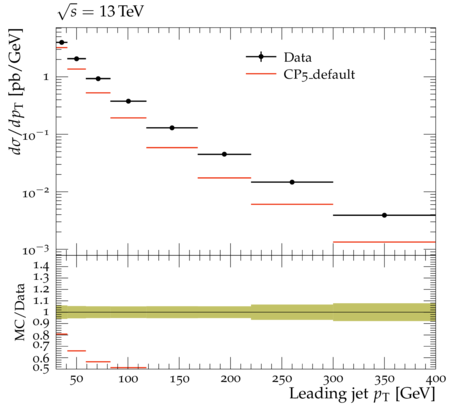 √s = 13 TeV
dσ/dpT [pb/GeV]
1
10⁻¹
10⁻²
10⁻³
Data
CP5_default
MC/Data
1.4
1.3
1.2
1.1
1
0.9
0.8
0.7
0.6
0.5
50 100 150 200 250 300 350 400
Leading jet pT [GeV]